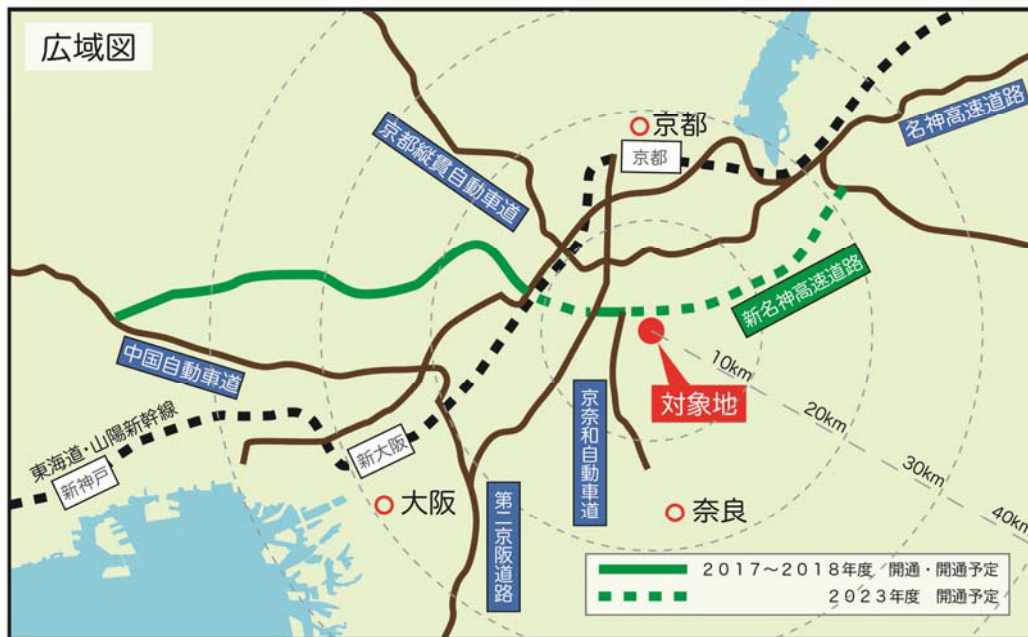 広域図
京都
京都
名神高速道路
京都縦貫自動車道
新名神高速道路
中国自動車道
10km
対象地
20km
東海道・山陽新幹線
新大阪
京奈和自動車道
30km
新神戸
大阪
第二京阪道路
奈良
40km
2017〜2018年度 開通・開通予定
2023年度 開通予定